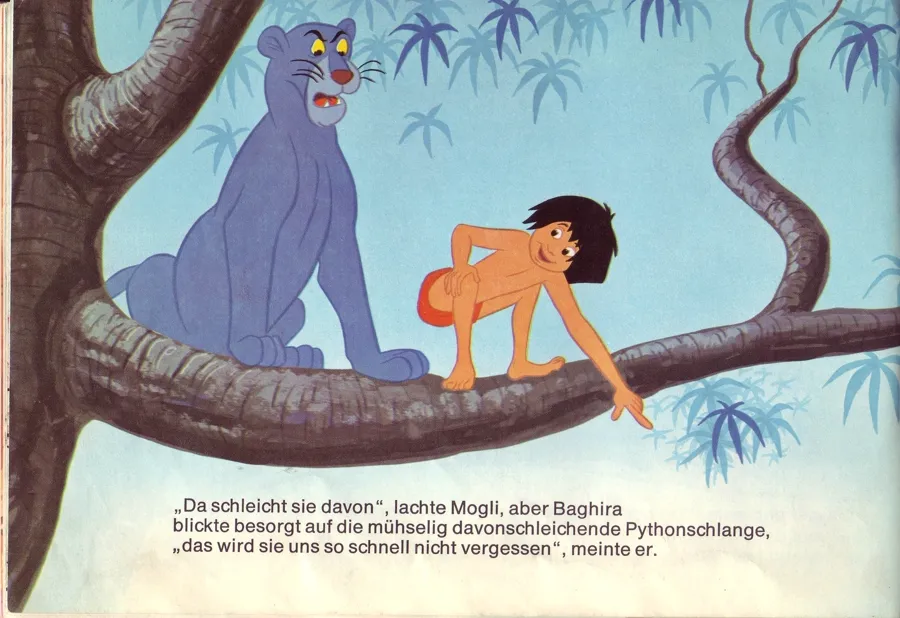 „Da schleicht sie davon“, lachte Mogli, aber Baghira
blickte besorgt auf die mühselig davonschleichende Pythonschlange,
„das wird sie uns so schnell nicht vergessen“, meinte er.